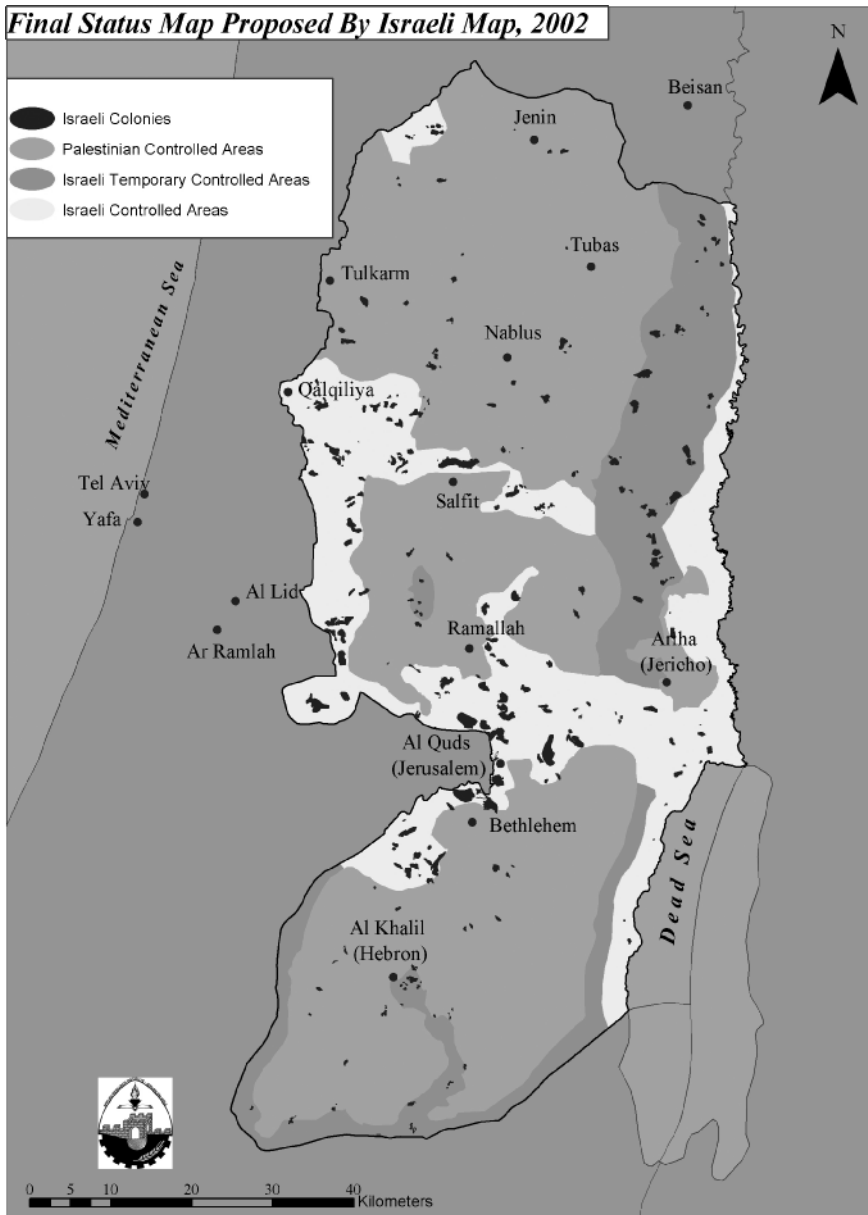 Final Status Map Proposed By Israeli Map, 2002
N
Israeli Colonies
Palestinian Controlled Areas
Israeli Temporary Controlled Areas
Israeli Controlled Areas
Beisan
Jenin
Tubas
Tulkarm
Nablus
Mediterranean Sea
Qalqiliya
Tel Aviv
Salfit
Yafa
Al Lid
Ramallah
Ar Ramlah
Ariha
(Jericho)
Al Quds
(Jerusalem)
Bethlehem
Dead Sea
Al Khalil
(Hebron)
0 5 10 20 30 40
Kilometers